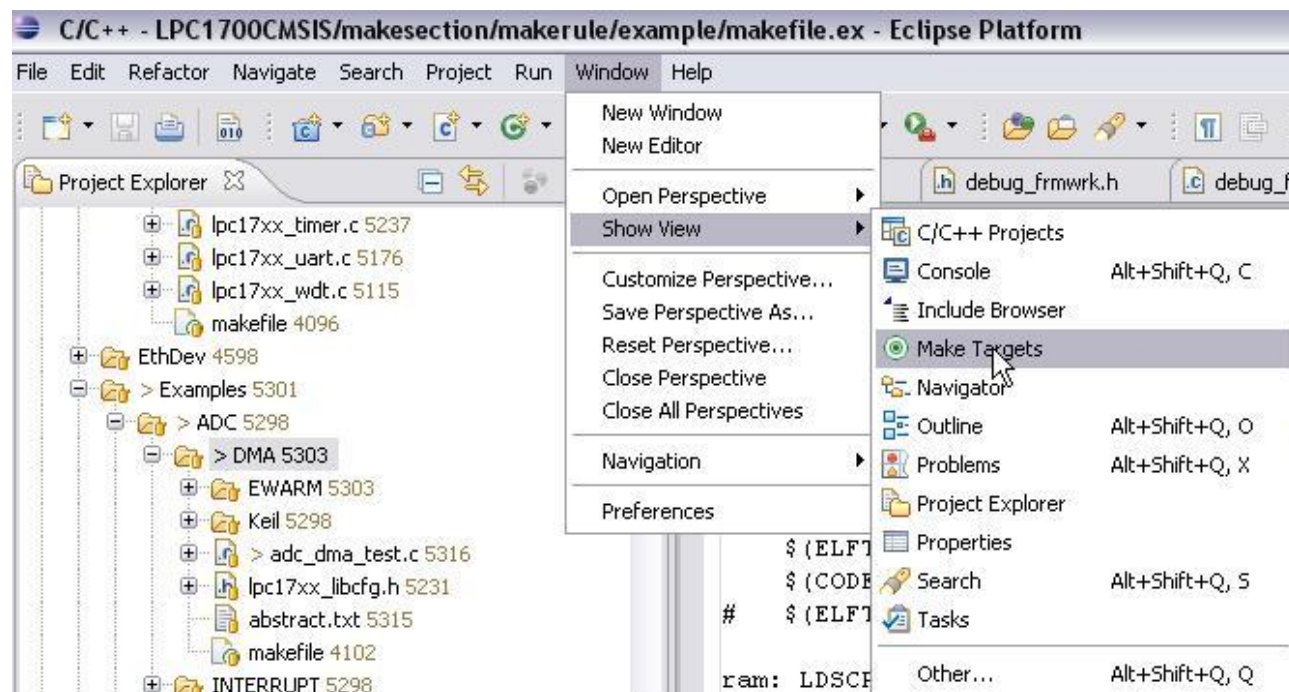 C/C++ - LPC1700CMSIS/makesection/makerule/example/makefile.ex - Eclipse Platform
File Edit Refactor Navigate Search Project Run Window Help
New Window
New Editor
Open Perspective
Show View
Customize Perspective...
Save Perspective As...
Reset Perspective...
Close Perspective
Close All Perspectives
Navigation
Preferences
debug_frmwrk.h
debug_f
C/C++ Projects
Console Alt+Shift+Q, C
Include Browser
Make Targets
Navigator
Outline Alt+Shift+Q, O
Problems Alt+Shift+Q, X
Project Explorer
Properties
Search Alt+Shift+Q, S
Tasks
Other... Alt+Shift+Q, Q
Project Explorer
lpc17xx_timer.c 5237
lpc17xx_uart.c 5176
lpc17xx_wdt.c 5115
makefile 4096
EthDev 4598
> Examples 5301
> ADC 5298
> DMA 5303
EWARM 5303
Keil 5298
> adc_dma_test.c 5316
lpc17xx_libcfg.h 5231
abstract.txt 5315
makefile 4102
INTERRUPT 5298
$(ELFT
$(CODE
# $(ELFT
ram: LDSCR